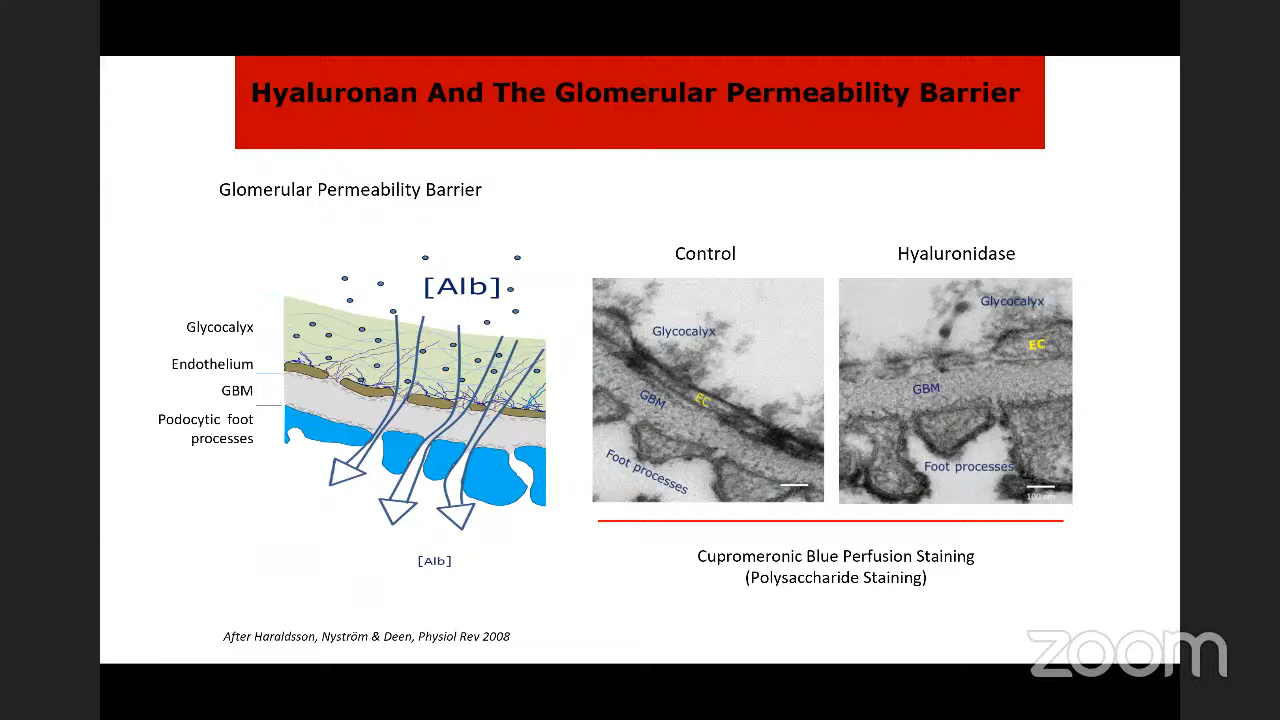 Hyaluronan And The Glomerular Permeability Barrier
Glomerular Permeability Barrier
[Alb]
Glycocalyx
Endothelium
GBM
Podocytic foot
processes
[Alb]
Control
Hyaluronidase
Glycocalyx
GBM
EC
Foot processes
Glycocalyx
EC
GBM
Foot processes
100 nm
Cupromeronic Blue Perfusion Staining
(Polysaccharide Staining)
After Haraldsson, Nyström & Deen, Physiol Rev 2008
zoom